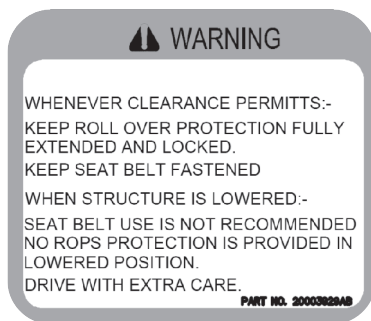 WARNING
WHENEVER CLEARANCE PERMITTS:-
KEEP ROLL OVER PROTECTION FULLY
EXTENDED AND LOCKED.
KEEP SEAT BELT FASTENED
WHEN STRUCTURE IS LOWERED:-
SEAT BELT USE IS NOT RECOMMENDED
NO ROPS PROTECTION IS PROVIDED IN
LOWERED POSITION.
DRIVE WITH EXTRA CARE.
PART NO. 20003929AB